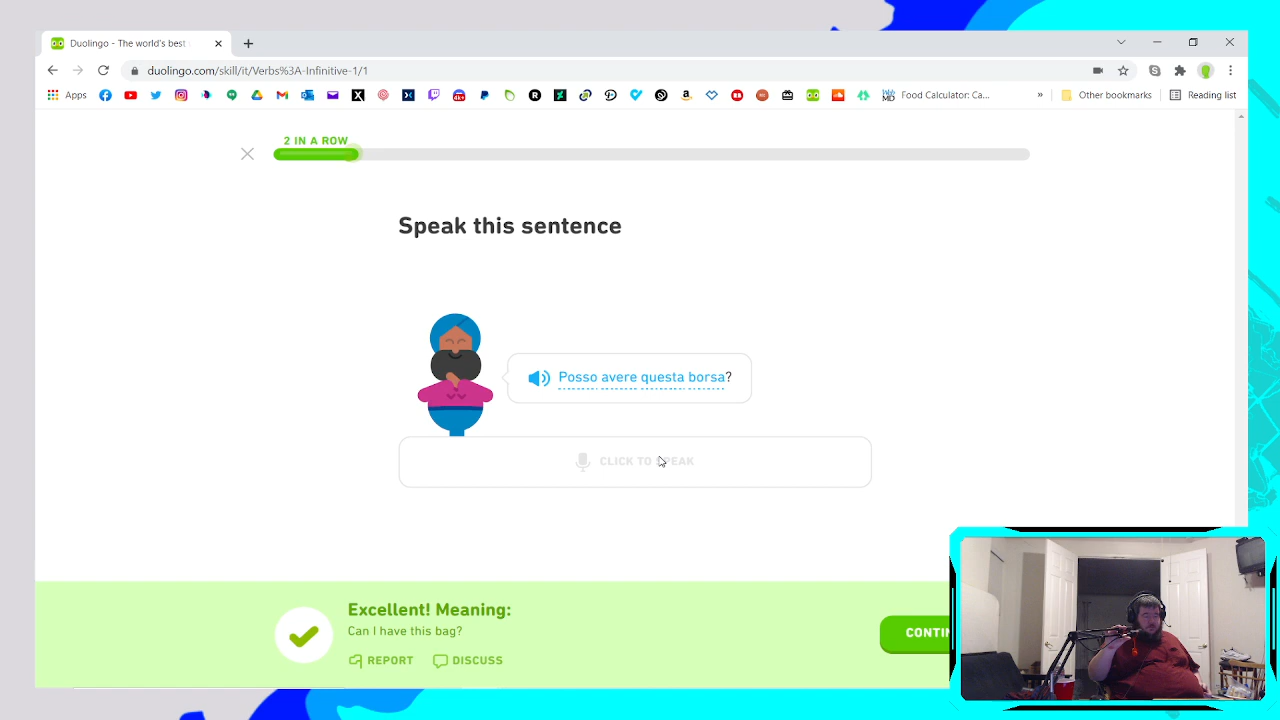 Duolingo - The world's best
duolingo.com/skill/it/Verbs%3A-Infinitive-1/1
Apps
Food Calculator: Ca...
»
Other bookmarks
Reading list
2 IN A ROW
Speak this sentence
Posso avere questa borsa?
CLICK TO SPEAK
Excellent! Meaning:
Can I have this bag?
REPORT
DISCUSS
CONTIN